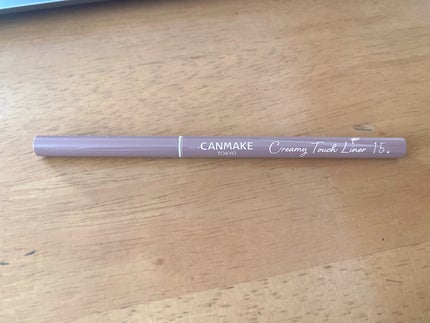 CANMAKE
TOKYO
Creamy Touch Liner 15.